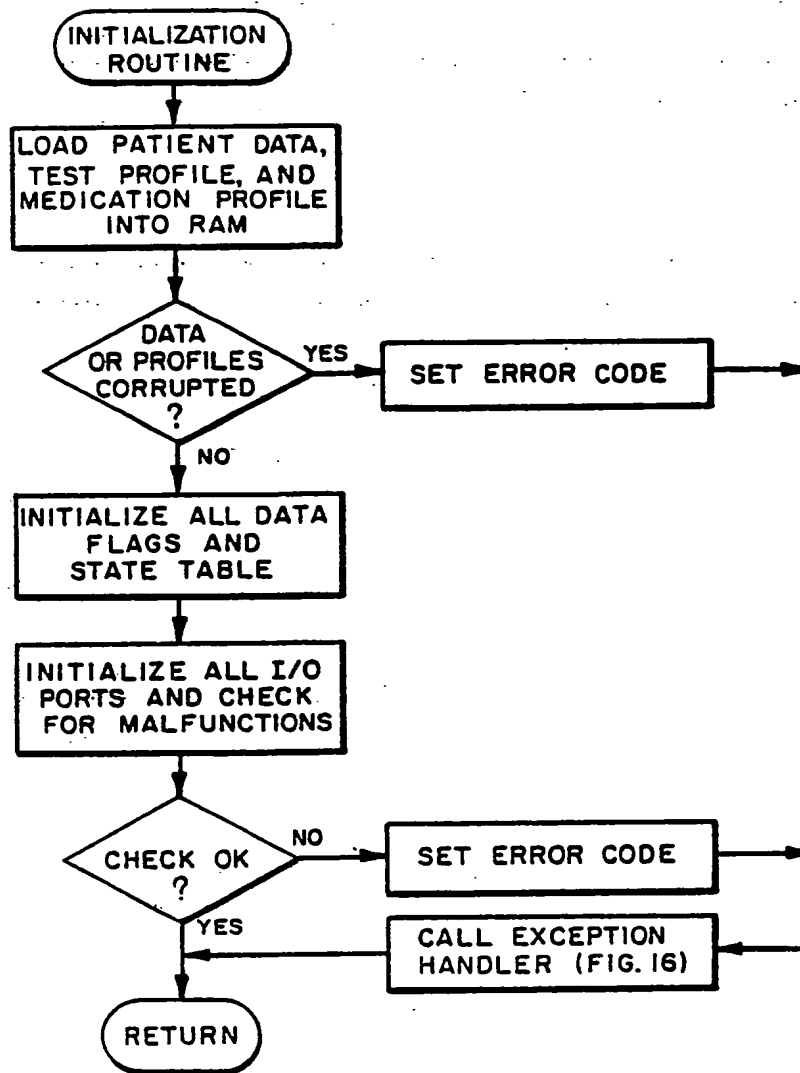 INITIALIZATION
ROUTINE
LOAD PATIENT DATA,
TEST PROFILE, AND
MEDICATION PROFILE
INTO RAM
DATA
OR PROFILES
CORRUPTED
?
YES
SET ERROR CODE
NO
INITIALIZE ALL DATA
FLAGS AND
STATE TABLE
INITIALIZE ALL I/O
PORTS AND CHECK
FOR MALFUNCTIONS
CHECK OK
?
NO
SET ERROR CODE
YES
CALL EXCEPTION
HANDLER (FIG. 16)
RETURN